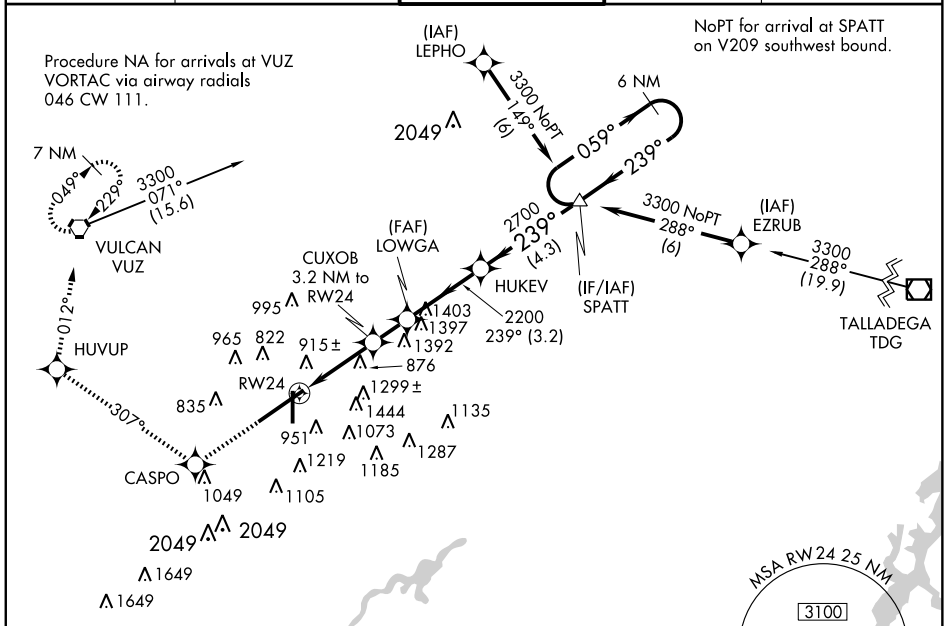 Procedure NA for arrivals at VUZ
VORTAC via airway radials
046 CW 111.
(IAF)
LEPHO
3300 NoPT
149°
(6)
NoPT for arrival at SPATT
on V209 southwest bound.
6 NM
059°
239°
2049
7 NM
049°
229°
3300
071°
(15.6)
VULCAN
VUZ
2700
239°
(4.3)
3300 NoPT
288°
(6)
(IAF)
EZRUB
3300
288°
(19.9)
TALLADEGA
TDG
(IF/IAF)
SPATT
(FAF)
LOWGA
HUKEV
2200
239° (3.2)
CUXOB
3.2 NM to
RW24
995
1403
1397
1392
965
822
915±
876
RW24
835
1299±
1444
951
1073
1135
1287
1185
1219
1105
012°
HUVUP
307°
CASPO
1049
2049
2049
1649
1649
MSA RW24 25 NM
3100